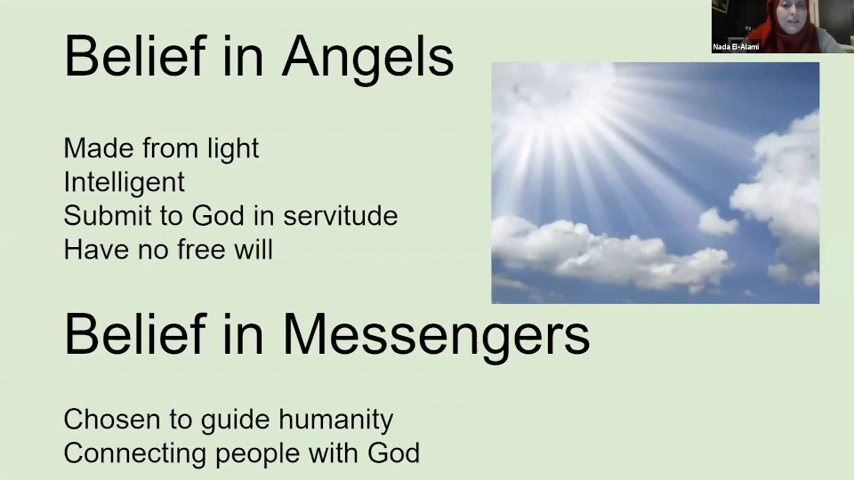 Belief in Angels
Nada El-Alami
Made from light
Intelligent
Submit to God in servitude
Have no free will
Belief in Messengers
Chosen to guide humanity
Connecting people with God